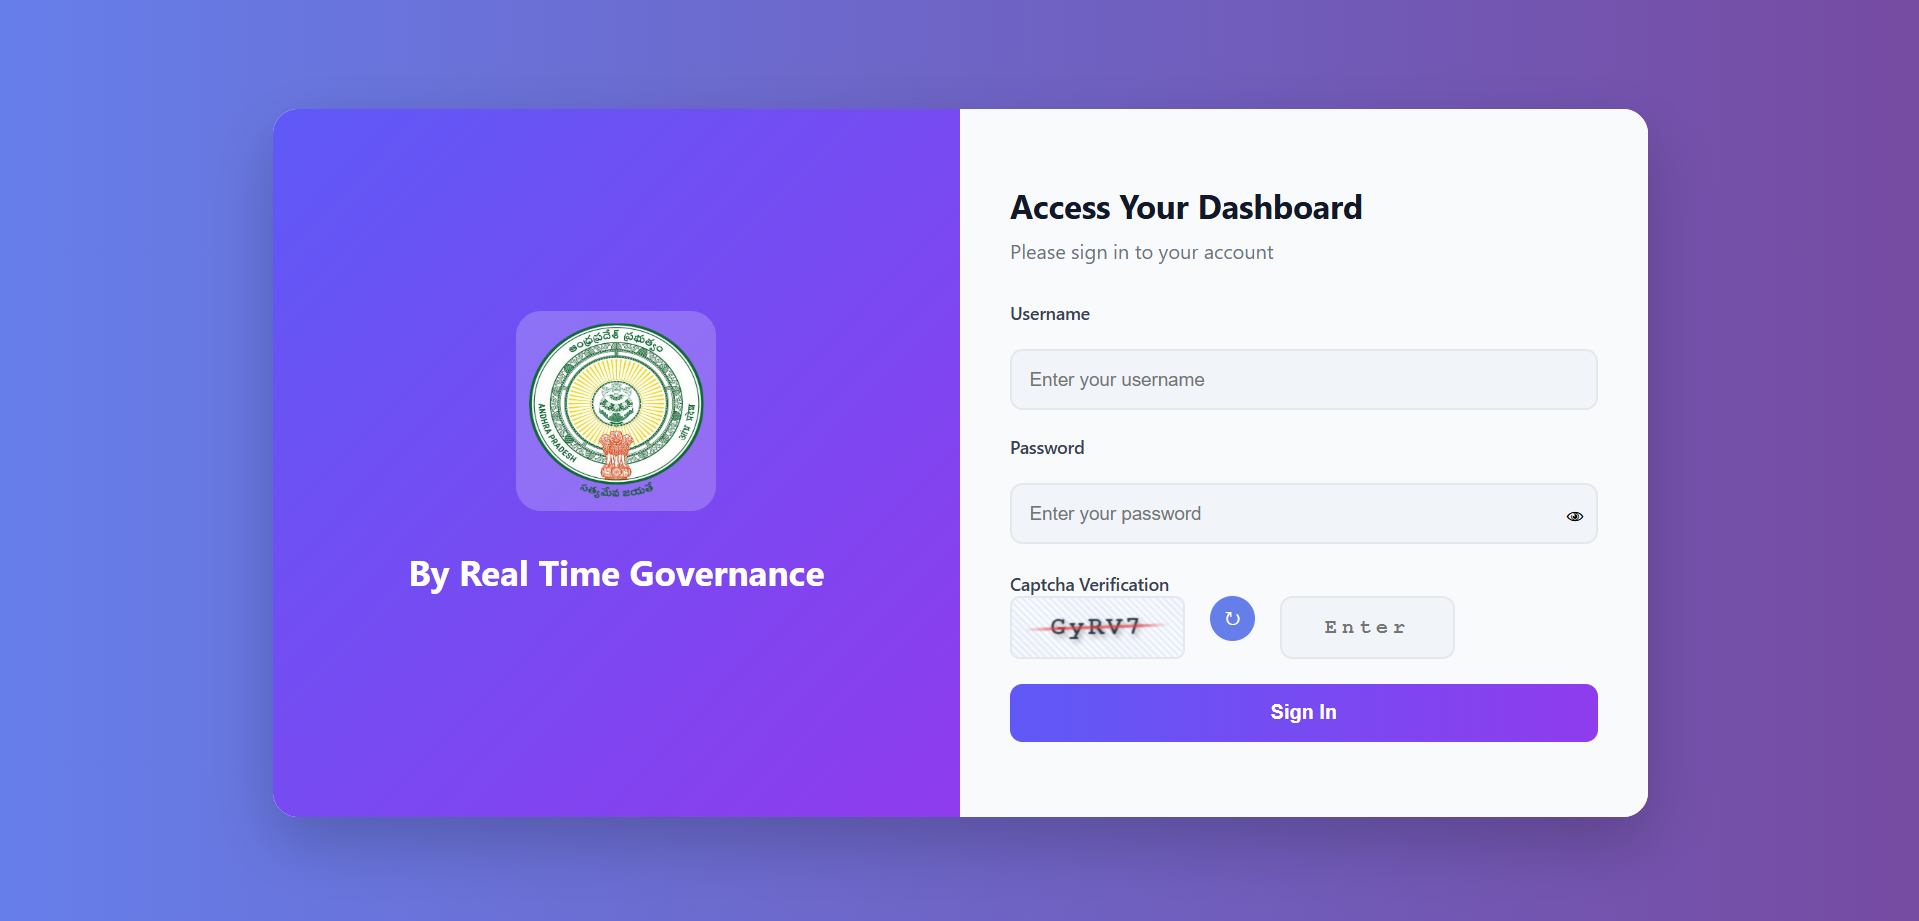 ఆంధ్రప్రదేశ్ ప్రభుత్వం
ANDHRA PRADESH
आंध्र प्रदेश
సత్యమేవ జయతే
By Real Time Governance
Access Your Dashboard
Please sign in to your account
Username
Enter your username
Password
Enter your password
Captcha Verification
GyRV7
Enter
Sign In